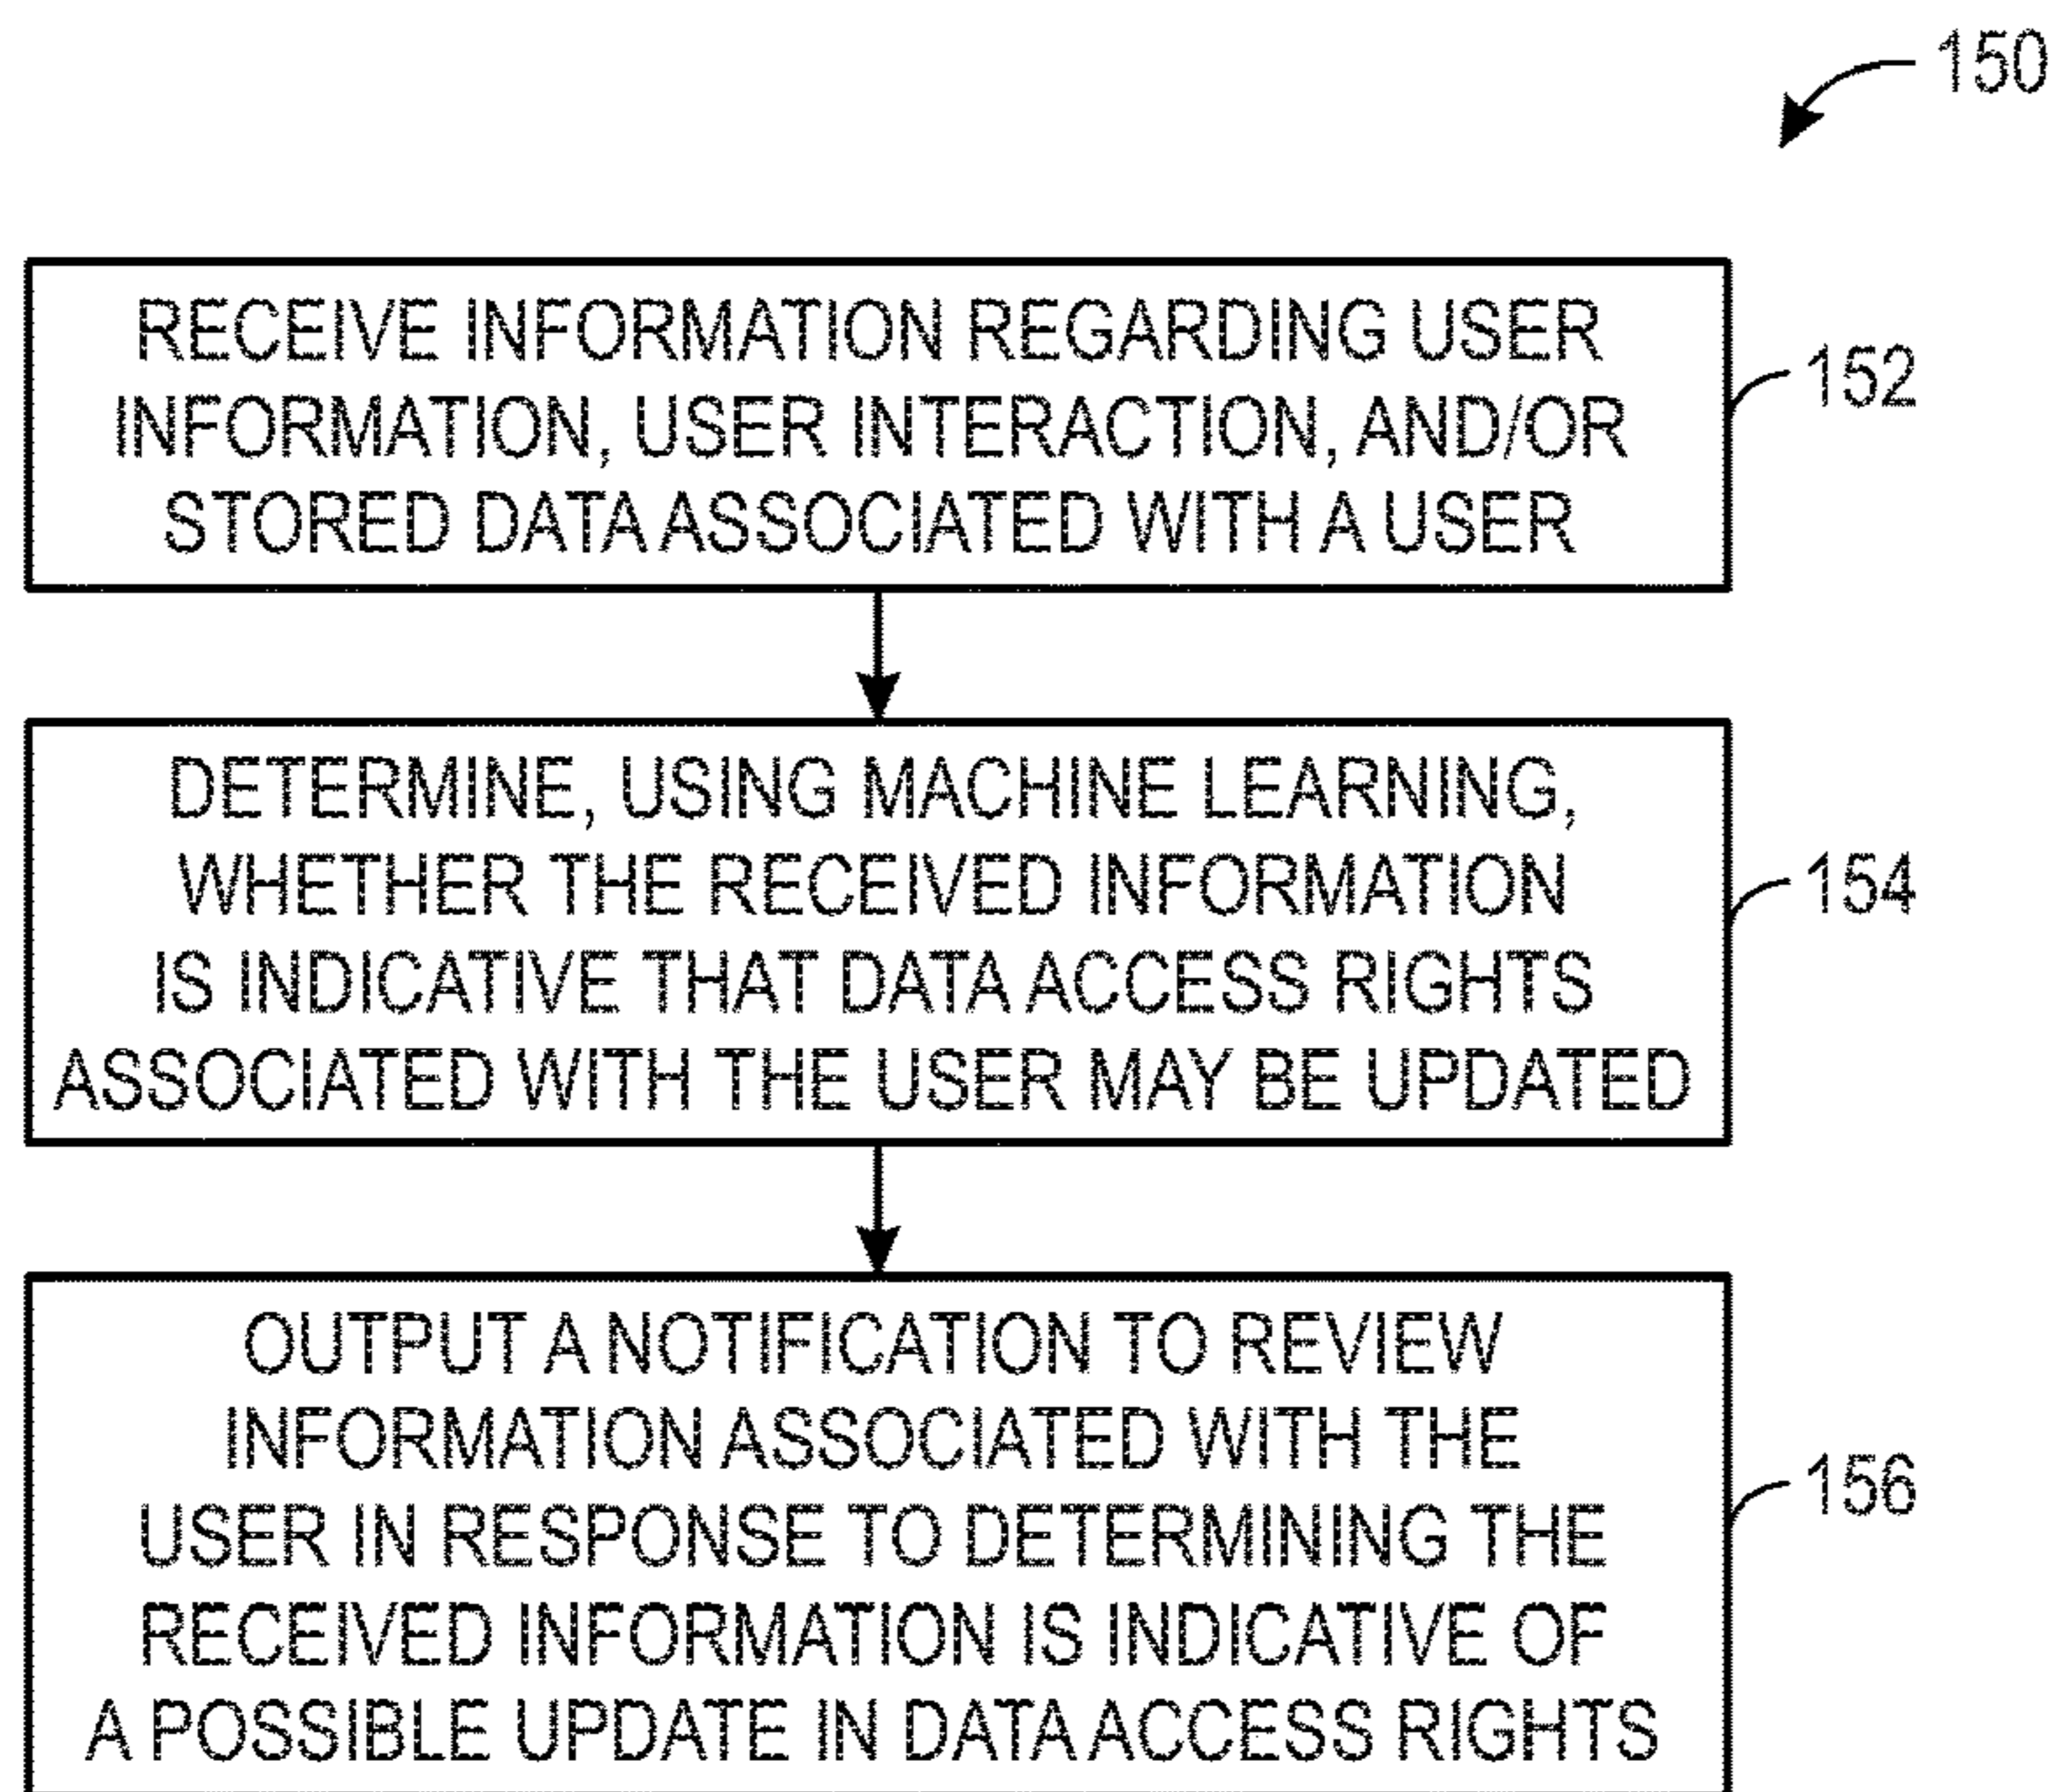 150
RECEIVE INFORMATION REGARDING USER
INFORMATION, USER INTERACTION, AND/OR
STORED DATA ASSOCIATED WITH A USER
152
DETERMINE, USING MACHINE LEARNING,
WHETHER THE RECEIVED INFORMATION
IS INDICATIVE THAT DATA ACCESS RIGHTS
ASSOCIATED WITH THE USER MAY BE UPDATED
154
OUTPUT A NOTIFICATION TO REVIEW
INFORMATION ASSOCIATED WITH THE
USER IN RESPONSE TO DETERMINING THE
RECEIVED INFORMATION IS INDICATIVE OF
A POSSIBLE UPDATE IN DATA ACCESS RIGHTS
156